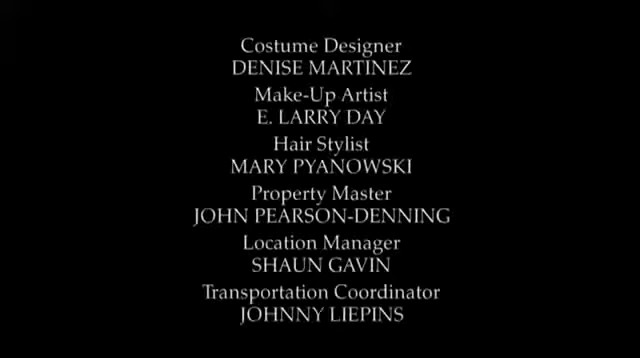 Costume Designer
DENISE MARTINEZ
Make-Up Artist
E. LARRY DAY
Hair Stylist
MARY PYANOWSKI
Property Master
JOHN PEARSON-DENNING
Location Manager
SHAUN GAVIN
Transportation Coordinator
JOHNNY LIEPINS